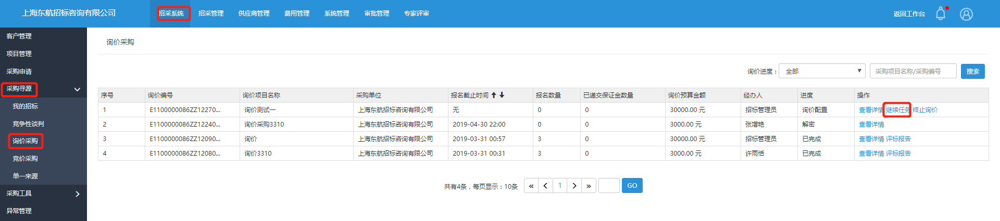 上海东航招标咨询有限公司 招采系统 招采管理 供应商管理 费用管理 系统管理 审批管理 专家评审 返回工作台
客户管理
项目管理
采购申请
采购寻源
我的招标
竞争性谈判
询价采购
竞价采购
单一来源
采购工具
异常管理
询价采购
询价进度： 全部 采购项目名称/采购编号 搜索
序号 询价编号 询价项目名称 采购单位 报名截止时间 报名数量 已递交保证金数量 询价预算金额 经办人 进度 操作
1 E1100000086ZZ12270... 询价测试一 上海东航招标咨询有限公司 无 0 0 30000.00 元 招标管理员 询价配置 查看详情 继续任务 终止询价
2 E1100000086ZZ12240... 询价采购3310 上海东航招标咨询有限公司 2019-04-30 22:00 0 0 3000.00 元 张增艳 解密 查看详情
3 E1100000086ZZ12090... 询价 上海东航招标咨询有限公司 2019-03-31 00:57 3 0 30000.00 元 招标管理员 已完成 查看详情 评标报告
4 E1100000086ZZ12080... 询价3310 上海东航招标咨询有限公司 2019-03-31 00:31 3 0 3000.00 元 许雨恬 已完成 查看详情 评标报告
共有4条，每页显示：10条 « < 1 > » GO